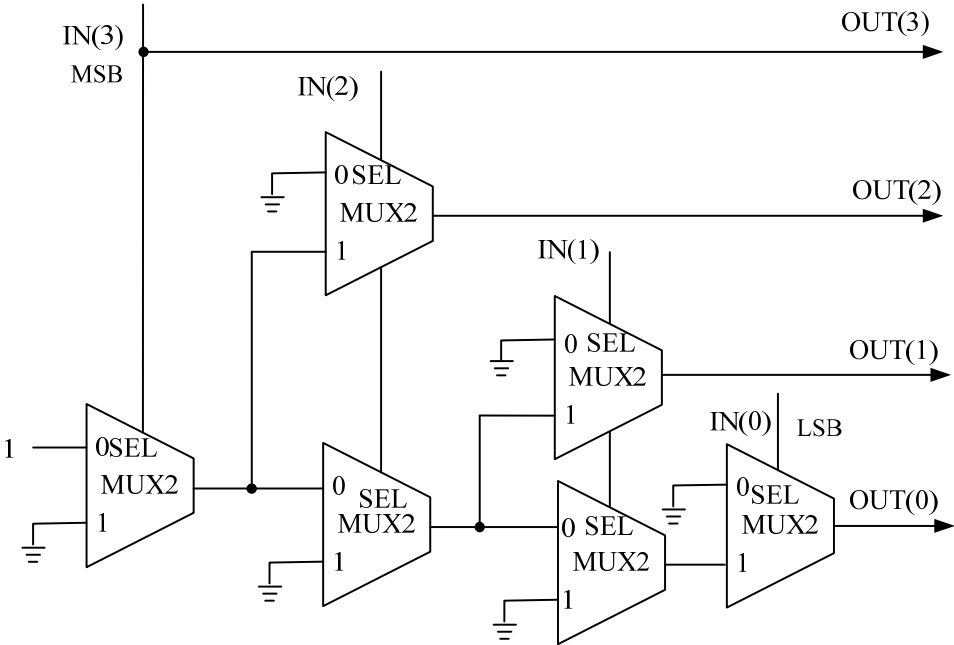 IN(3)
MSB
OUT(3)
IN(2)
0 SEL
MUX2
1
OUT(2)
IN(1)
0 SEL
MUX2
1
OUT(1)
1
0SEL
MUX2
1
0
SEL
MUX2
1
0 SEL
MUX2
1
IN(0)
LSB
0SEL
MUX2
1
OUT(0)